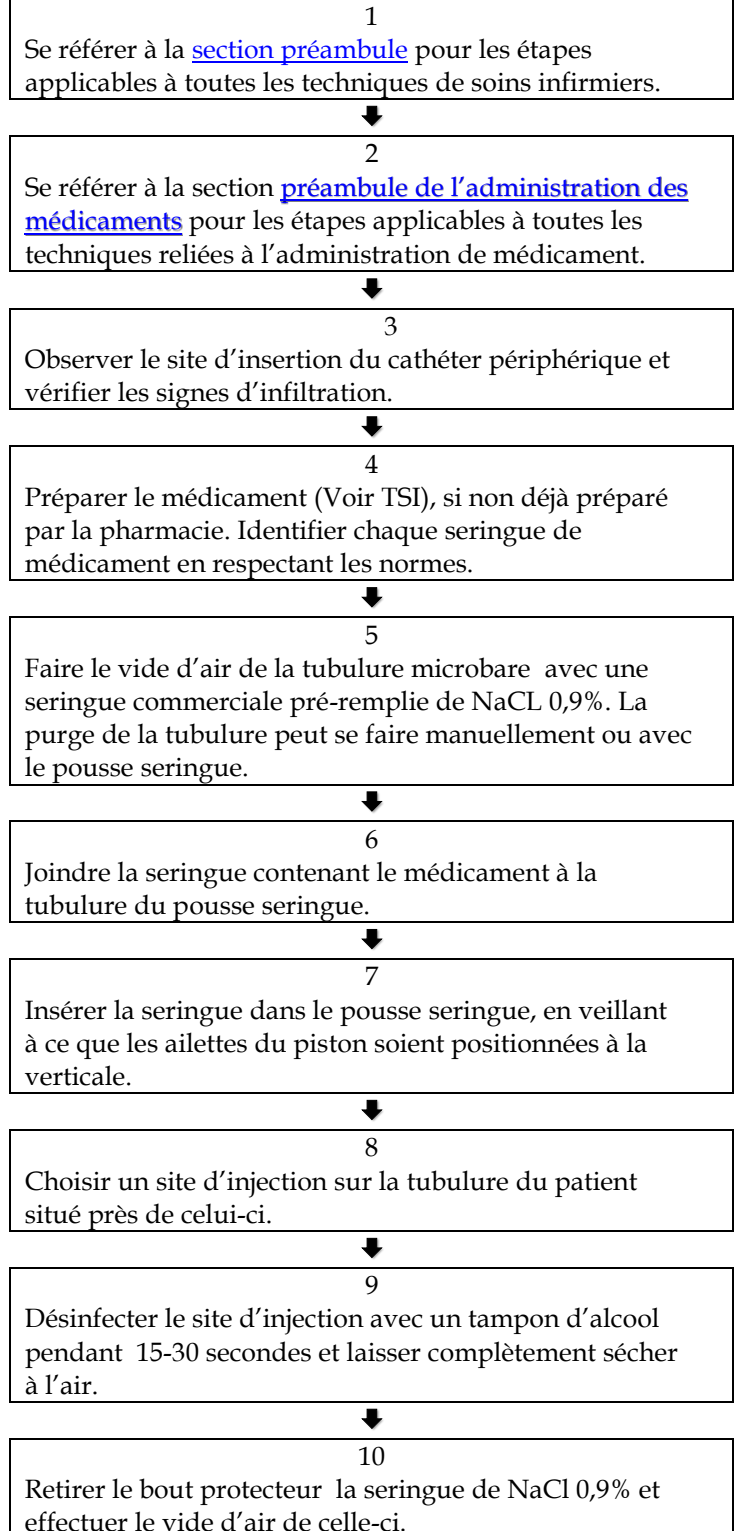 1
Se référer à la section préambule pour les étapes
applicables à toutes les techniques de soins infirmiers.
2
Se référer à la section préambule de l’administration des
médicaments pour les étapes applicables à toutes les
techniques reliées à l’administration de médicament.
3
Observer le site d’insertion du cathéter périphérique et
vérifier les signes d’infiltration.
4
Préparer le médicament (Voir TSI), si non déjà préparé
par la pharmacie. Identifier chaque seringue de
médicament en respectant les normes.
5
Faire le vide d’air de la tubulure microbare avec une
seringue commerciale pré-remplie de NaCL 0,9%. La
purge de la tubulure peut se faire manuellement ou avec
le pousse seringue.
6
Joindre la seringue contenant le médicament à la
tubulure du pousse seringue.
7
Insérer la seringue dans le pousse seringue, en veillant
à ce que les ailettes du piston soient positionnées à la
verticale.
8
Choisir un site d’injection sur la tubulure du patient
situé près de celui-ci.
9
Désinfecter le site d’injection avec un tampon d’alcool
pendant 15-30 secondes et laisser complètement sécher
à l’air.
10
Retirer le bout protecteur la seringue de NaCl 0,9% et
effectuer le vide d’air de celle-ci.